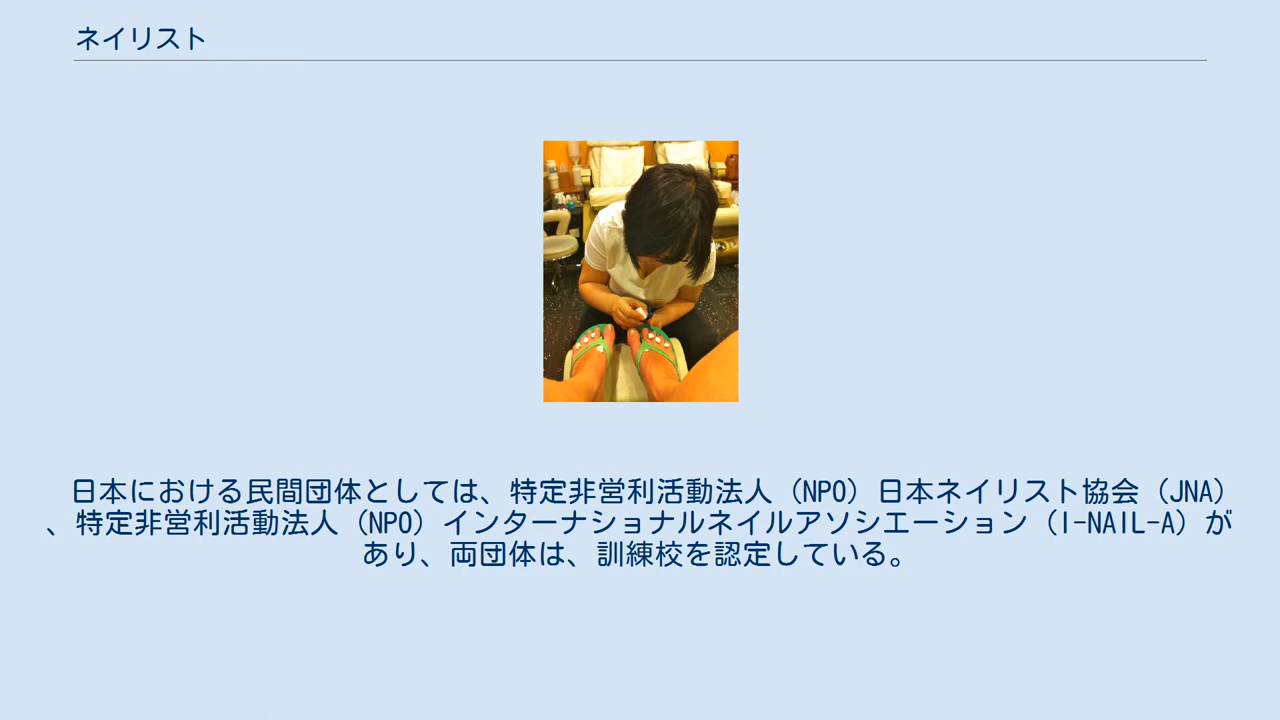 ネイリスト
日本における民間団体としては、特定非営利活動法人（NPO）日本ネイリスト協会（JNA）
、特定非営利活動法人（NPO）インターナショナルネイルアソシエーション（I-NAIL-A）が
あり、両団体は、訓練校を認定している。